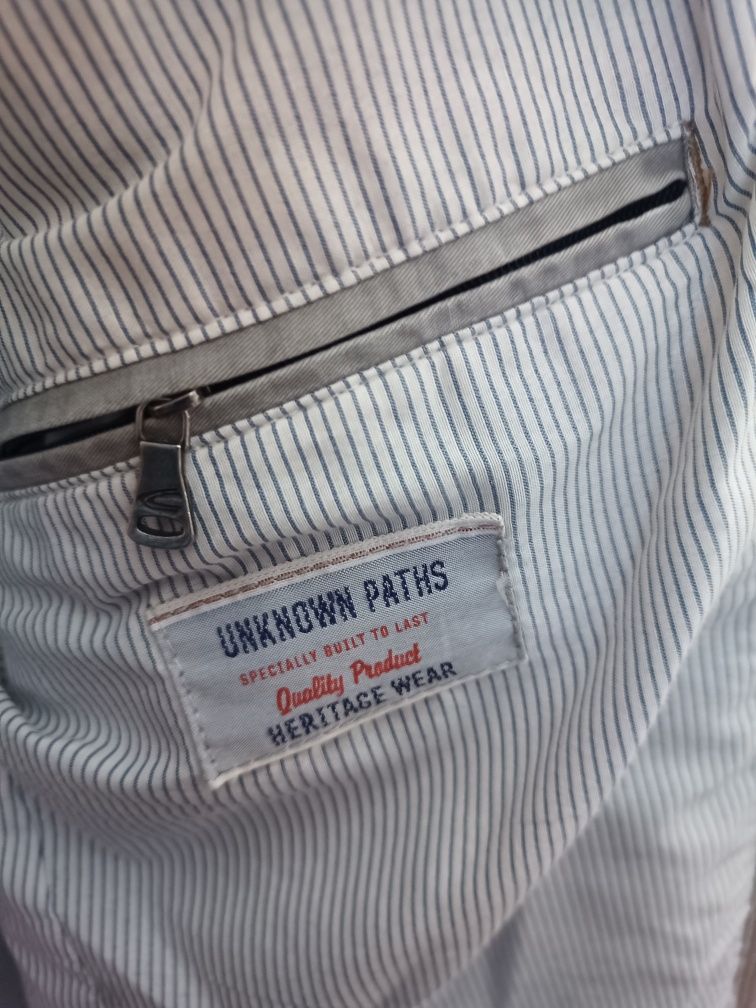 UNKNOWN PATHS
SPECIALLY BUILT TO LAST
Quality Product
HERITAGE WEAR